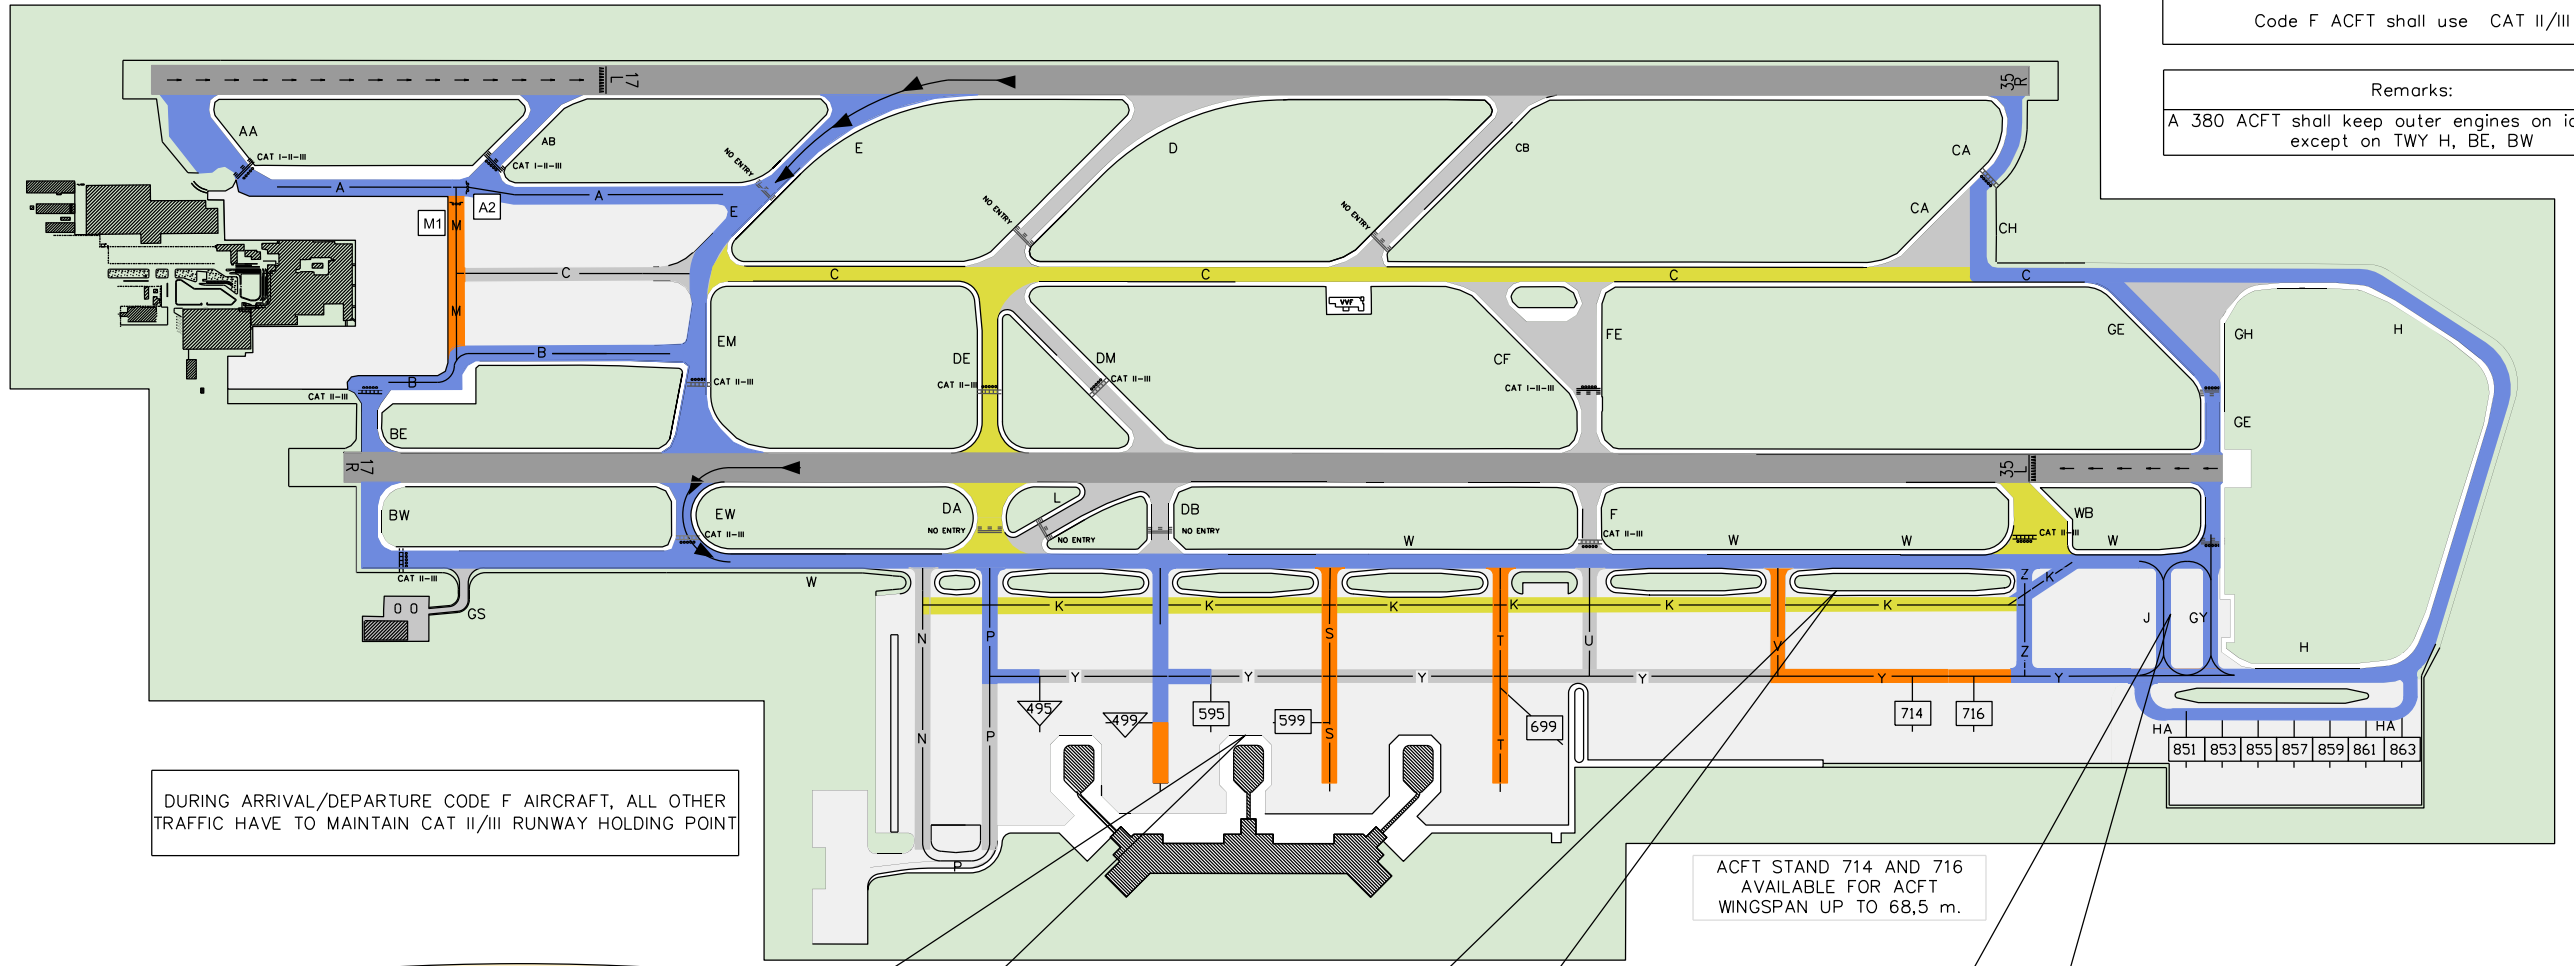 Code F ACFT shall use CAT II/III
Remarks:
A 380 ACFT shall keep outer engines on
except on TWY H, BE, BW
17
L
35
R
AA
CAT I-II-III
AB
CAT I-II-III
NO ENTRY
E
D
CB
CA
A
A
M1
M
A2
E
NO ENTRY
NO ENTRY
CA
CH
C
C
C
C
C
M
B
B
EM
DE
DM
VVF
CF
FE
GE
GH
H
CAT II-III
CAT II-III
CAT II-III
CAT II-III
CAT I-II-III
BE
GE
17
R
35
L
BW
EW
CAT II-III
DA
NO ENTRY
L
NO ENTRY
DB
NO ENTRY
F
CAT II-III
W
W
W
WB
CAT II-III
W
CAT II-III
W
GS
K
K
K
K
K
K
K
Z
Z
N
P
S
T
U
V
J
GY
H
Y
Y
Y
Y
Y
Y
495
499
595
599
699
714
716
N
P
S
T
HA
HA
851
853
855
857
859
861
863
P
DURING ARRIVAL/DEPARTURE CODE F AIRCRAFT, ALL OTHER
TRAFFIC HAVE TO MAINTAIN CAT II/III RUNWAY HOLDING POINT
ACFT STAND 714 AND 716
AVAILABLE FOR ACFT
WINGSPAN UP TO 68,5 m.